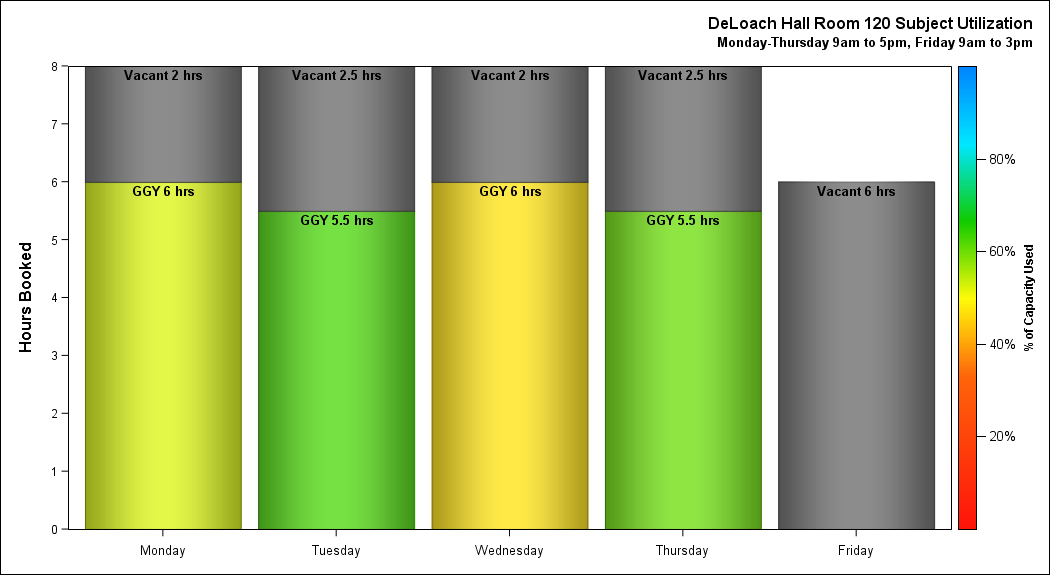 DeLoach Hall Room 120 Subject Utilization
Monday-Thursday 9am to 5pm, Friday 9am to 3pm
8
7
6
5
4
3
2
1
0
Hours Booked
Vacant 2 hrs
GGY 6 hrs
Vacant 2.5 hrs
GGY 5.5 hrs
Vacant 2 hrs
GGY 6 hrs
Vacant 2.5 hrs
GGY 5.5 hrs
Vacant 6 hrs
Monday
Tuesday
Wednesday
Thursday
Friday
80%
60%
40%
20%
% of Capacity Used